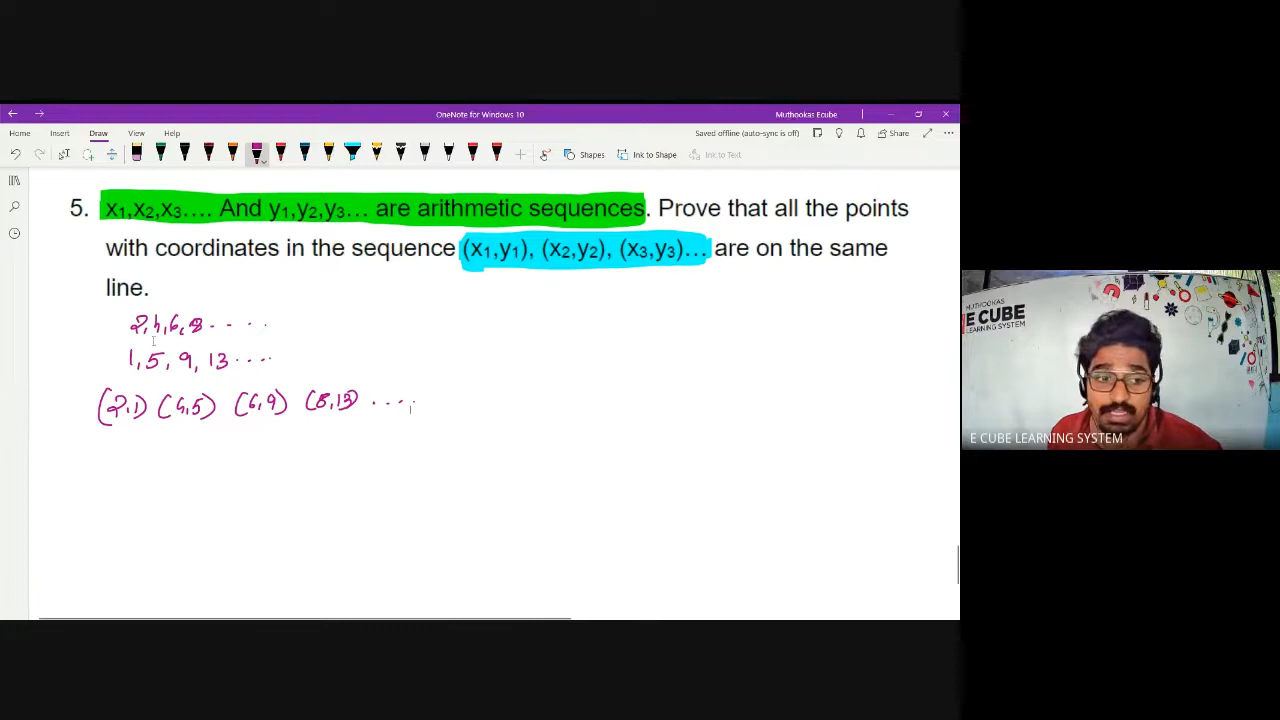 OneNote for Windows 10
Muthookas Ecube
Home Insert Draw View Help
Saved offline (auto-sync is off)
Share
Shapes
Ink to Shape
Ink to Text
5. x₁,x₂,x₃.... And y₁,y₂,y₃... are arithmetic sequences. Prove that all the points
with coordinates in the sequence (x₁,y₁), (x₂,y₂), (x₃,y₃)... are on the same
line.
2,4,6,8.....
1,5,9,13....
(2,1) (4,5) (6,9) (8,13) ....
MUTHOOKAS
E CUBE
LEARNING SYSTEM
E CUBE LEARNING SYSTEM